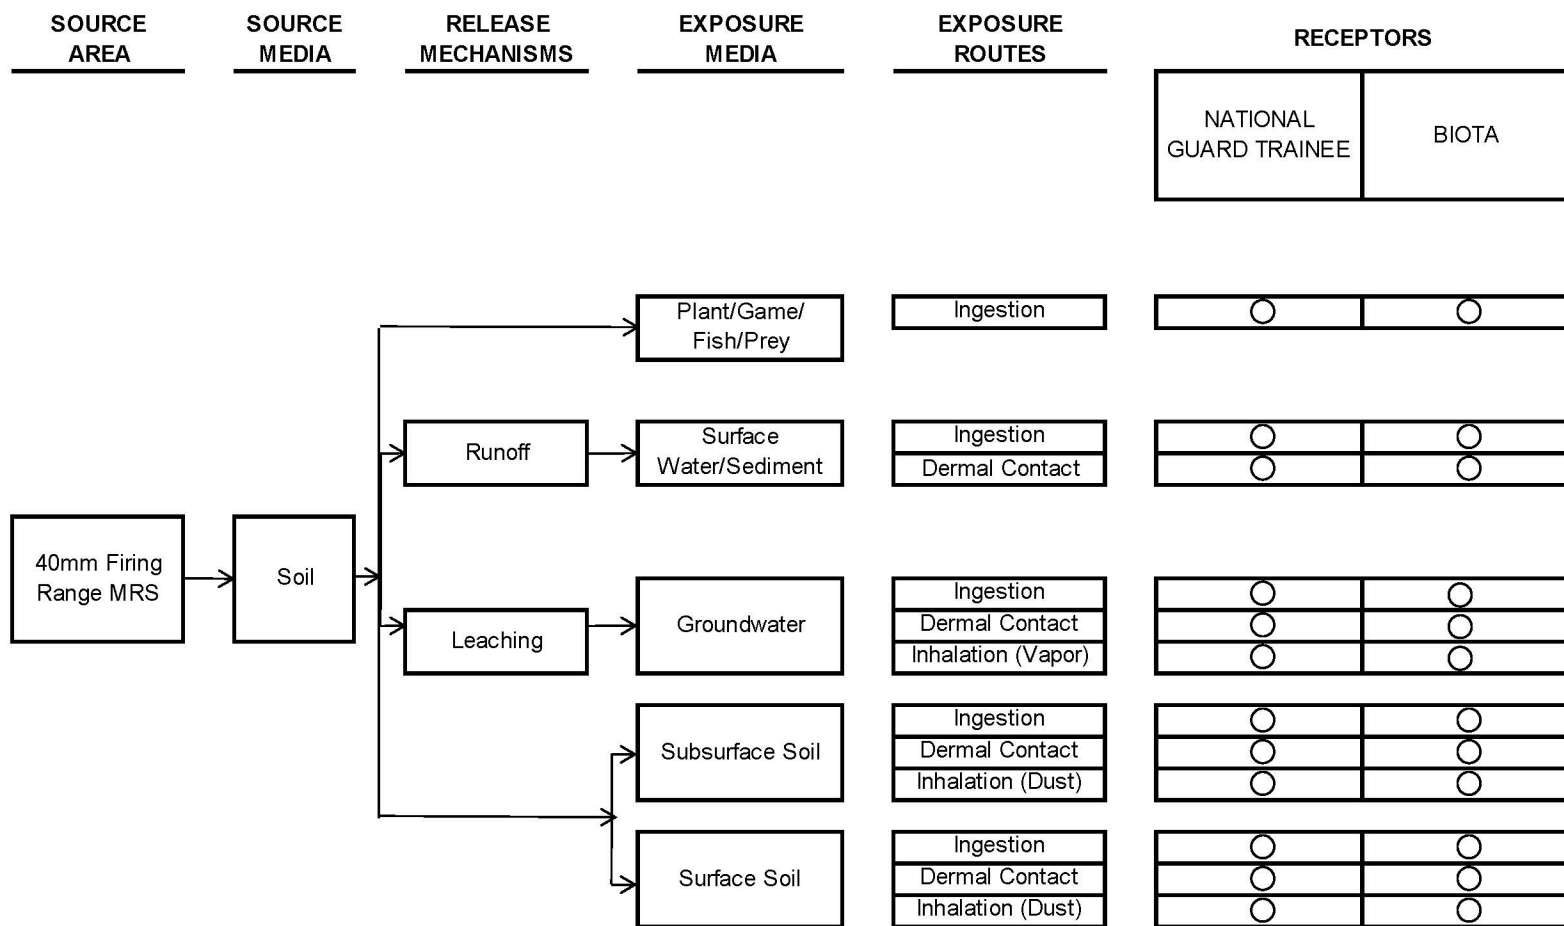 SOURCE
AREA
SOURCE
MEDIA
RELEASE
MECHANISMS
EXPOSURE
MEDIA
EXPOSURE
ROUTES
RECEPTORS
NATIONAL
GUARD TRAINEE
BIOTA
Plant/Game/
Fish/Prey
Ingestion
Runoff
Surface
Water/Sediment
Ingestion
Dermal Contact
40mm Firing
Range MRS
Soil
Leaching
Groundwater
Ingestion
Dermal Contact
Inhalation (Vapor)
Subsurface Soil
Ingestion
Dermal Contact
Inhalation (Dust)
Surface Soil
Ingestion
Dermal Contact
Inhalation (Dust)